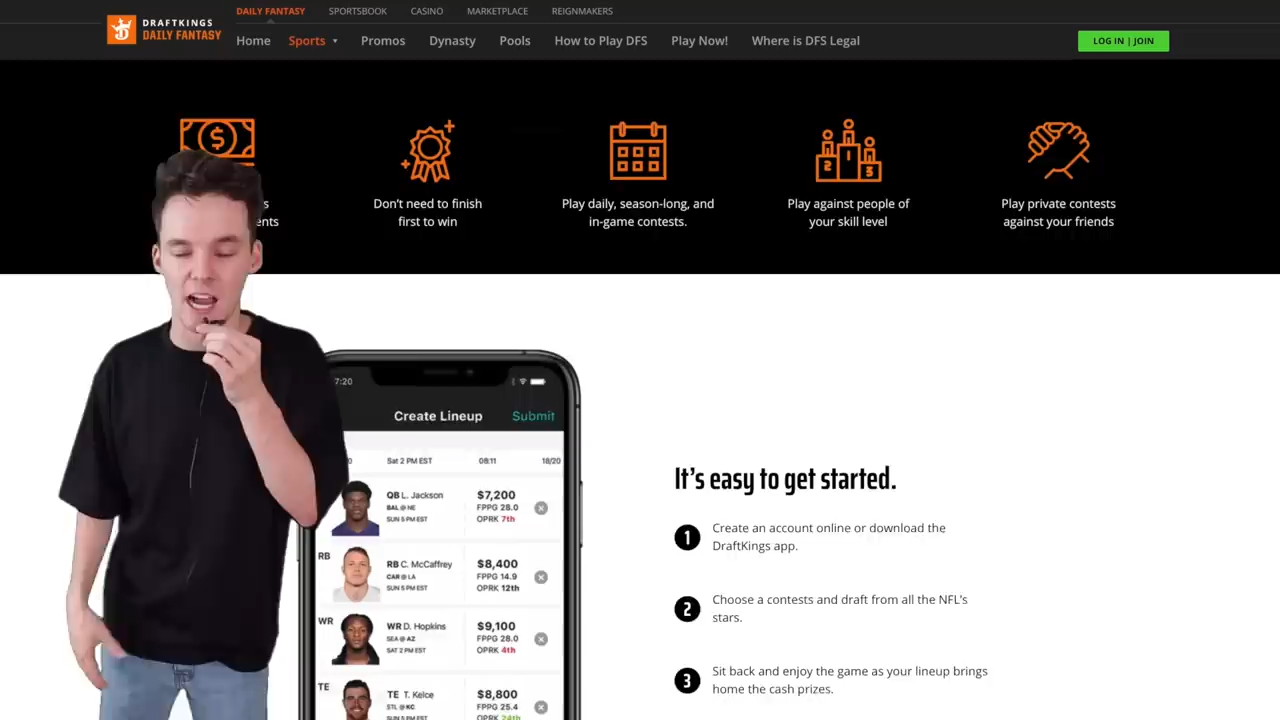 DRAFTKINGS
DAILY FANTASY
DAILY FANTASY SPORTSBOOK CASINO MARKETPLACE REIGNMAKERS
Home Sports ▾ Promos Dynasty Pools How to Play DFS Play Now! Where is DFS Legal
LOG IN | JOIN
Don’t need to finish
first to win
Play daily, season-long, and
in-game contests.
Play against people of
your skill level
Play private contests
against your friends
7:20
Create Lineup Submit
Sat 2 PM EST 08:11 18/20
QB L. Jackson $7,200
BAL @ NE FPPG 28.0
SUN 5 PM EST OPRK 7th
RB RB C. McCaffrey $8,400
CAR @ LA FPPG 14.9
SUN 5 PM EST OPRK 12th
WR WR D. Hopkins $9,100
SEA @ AZ FPPG 28.0
SAT 2 PM EST OPRK 4th
TE TE T. Kelce $8,800
STL @ KC FPPG 25.4
SUN 5 PM EST OPRK 24th
It’s easy to get started.
1 Create an account online or download the
DraftKings app.
2 Choose a contests and draft from all the NFL's
stars.
3 Sit back and enjoy the game as your lineup brings
home the cash prizes.